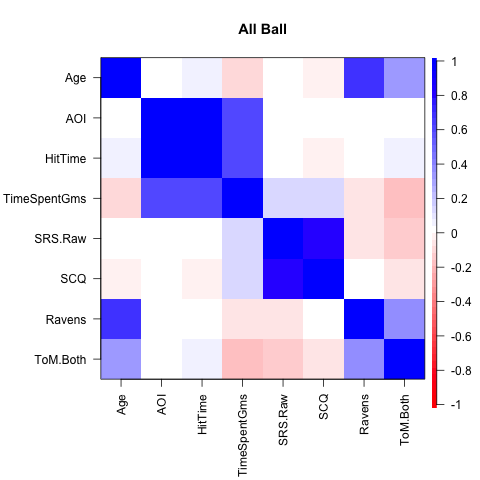 All Ball
Age
AOI
HitTime
TimeSpentGms
SRS.Raw
SCQ
Ravens
ToM.Both
1
0.8
0.6
0.4
0.2
0
-0.2
-0.4
-0.6
-0.8
-1
Age
AOI
HitTime
TimeSpentGms
SRS.Raw
SCQ
Ravens
ToM.Both